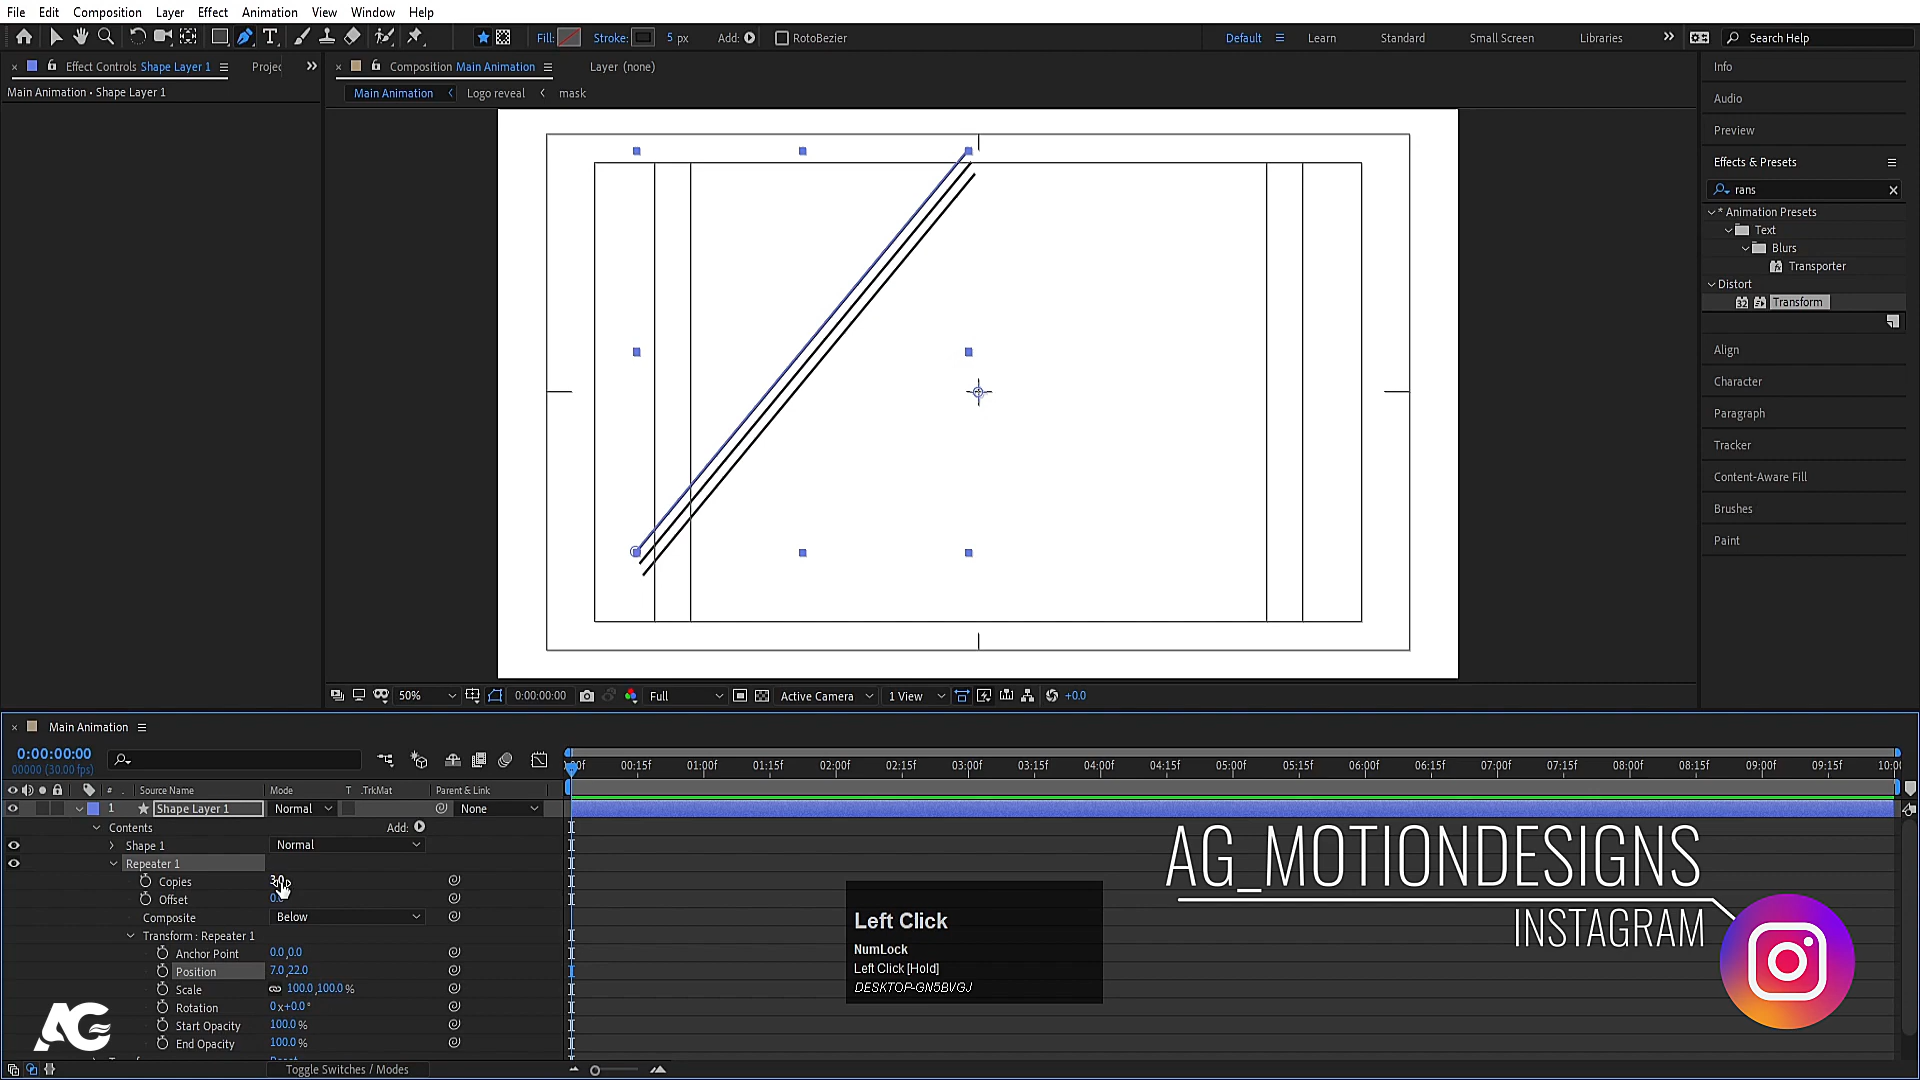 File Edit Composition Layer Effect Animation View Window Help
Fill: Stroke: 5 px Add: RotoBezier Default Learn Standard Small Screen Libraries Search Help
Effect Controls Shape Layer 1 Projec
Composition Main Animation Layer (none)
Main Animation • Shape Layer 1
Main Animation Logo reveal mask
Info
Audio
Preview
Effects & Presets
rans
* Animation Presets
Text
Blurs
Transporter
Distort
32 Transform
Align
Character
Paragraph
Tracker
Content-Aware Fill
Brushes
Paint
50% 0:00:00:00 Full Active Camera 1 View +0.0
Main Animation
0:00:00:00
00000 (30.00 fps)
00:15f 01:00f 01:15f 02:00f 02:15f 03:00f 03:15f 04:00f 04:15f 05:00f 05:15f 06:00f 06:15f 07:00f 07:15f 08:00f 08:15f 09:00f 09:15f 10:00
# . Source Name Mode T .TrkMat Parent & Link
1 Shape Layer 1 Normal None
Contents Add:
Shape 1 Normal
Repeater 1
Copies
Offset
Composite Below
Transform : Repeater 1
Anchor Point 0.0,0.0
Position 7.0,22.0
Scale 100.0,100.0 %
Rotation 0x+0.0°
Start Opacity 100.0 %
End Opacity 100.0 %
Toggle Switches / Modes
Left Click
NumLock
Left Click [Hold]
DESKTOP-GN5BVGJ
AG_MOTIONDESIGNS
INSTAGRAM
AG